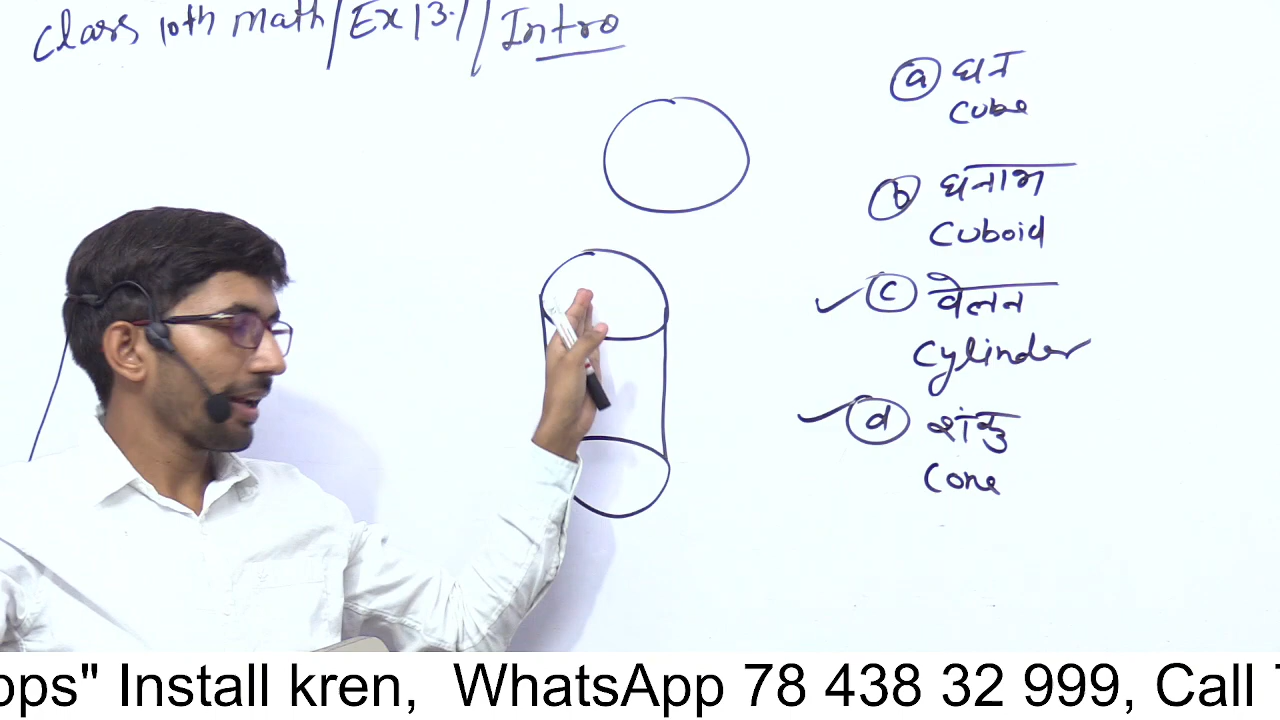 Class 10th math/Ex 13.1//Intro
ⓐ घन
Cube
ⓑ घनाभ
Cuboid
✓ ⓒ वेलन
Cylinder
✓ ⓓ शंकु
Cone
ops" Install kren, WhatsApp 78 438 32 999, Call